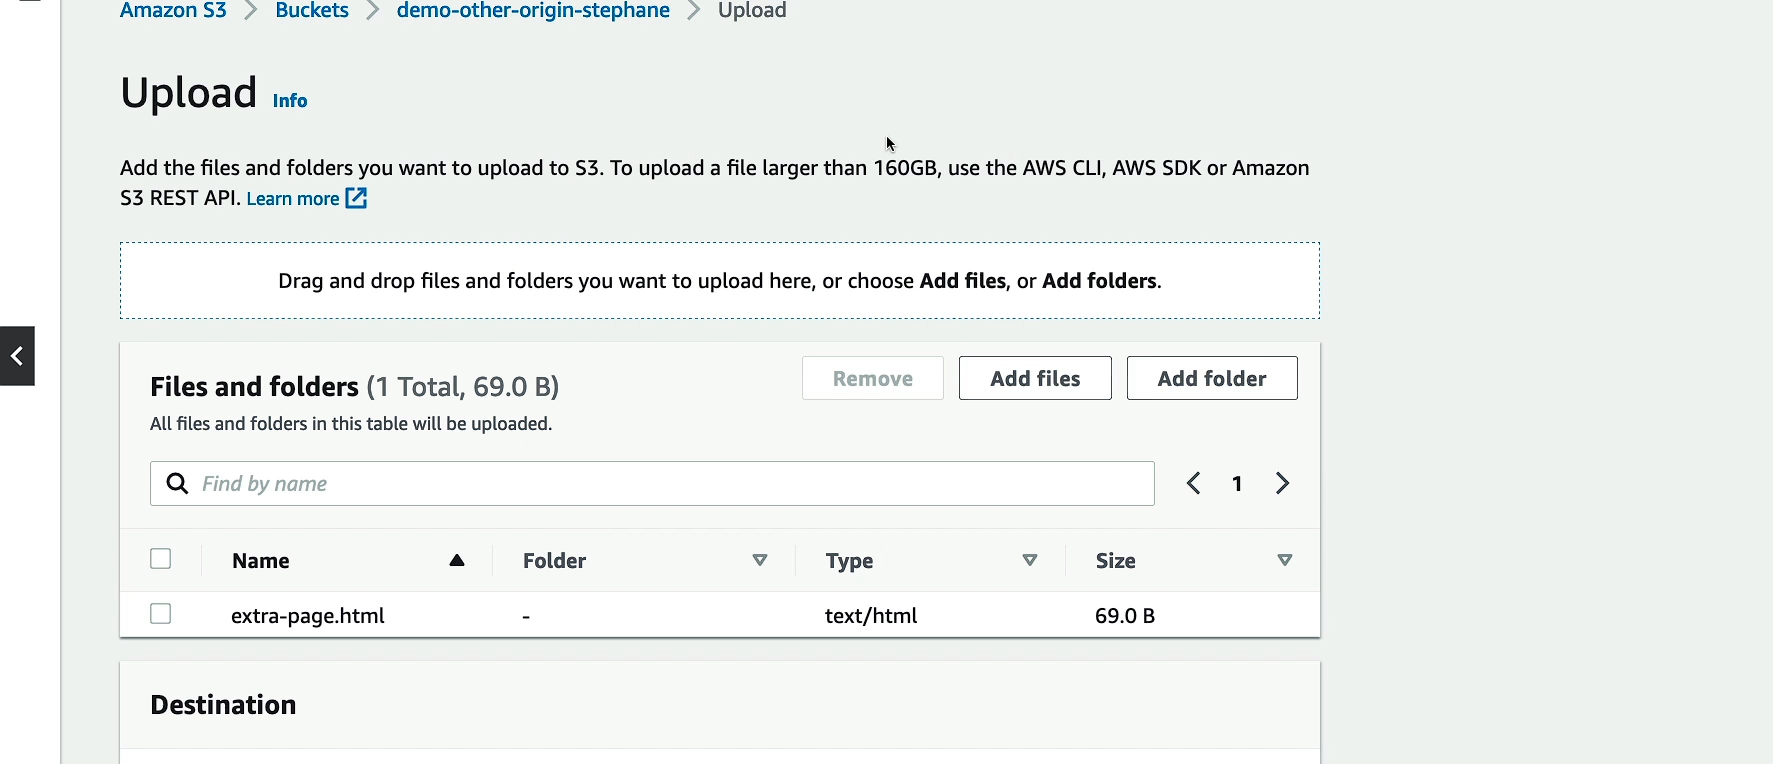 Amazon S3 > Buckets > demo-other-origin-stephane > Upload
Upload Info
Add the files and folders you want to upload to S3. To upload a file larger than 160GB, use the AWS CLI, AWS SDK or Amazon
S3 REST API. Learn more
Drag and drop files and folders you want to upload here, or choose Add files, or Add folders.
Files and folders (1 Total, 69.0 B)
Remove Add files Add folder
All files and folders in this table will be uploaded.
Find by name
1
Name Folder Type Size
extra-page.html - text/html 69.0 B
Destination